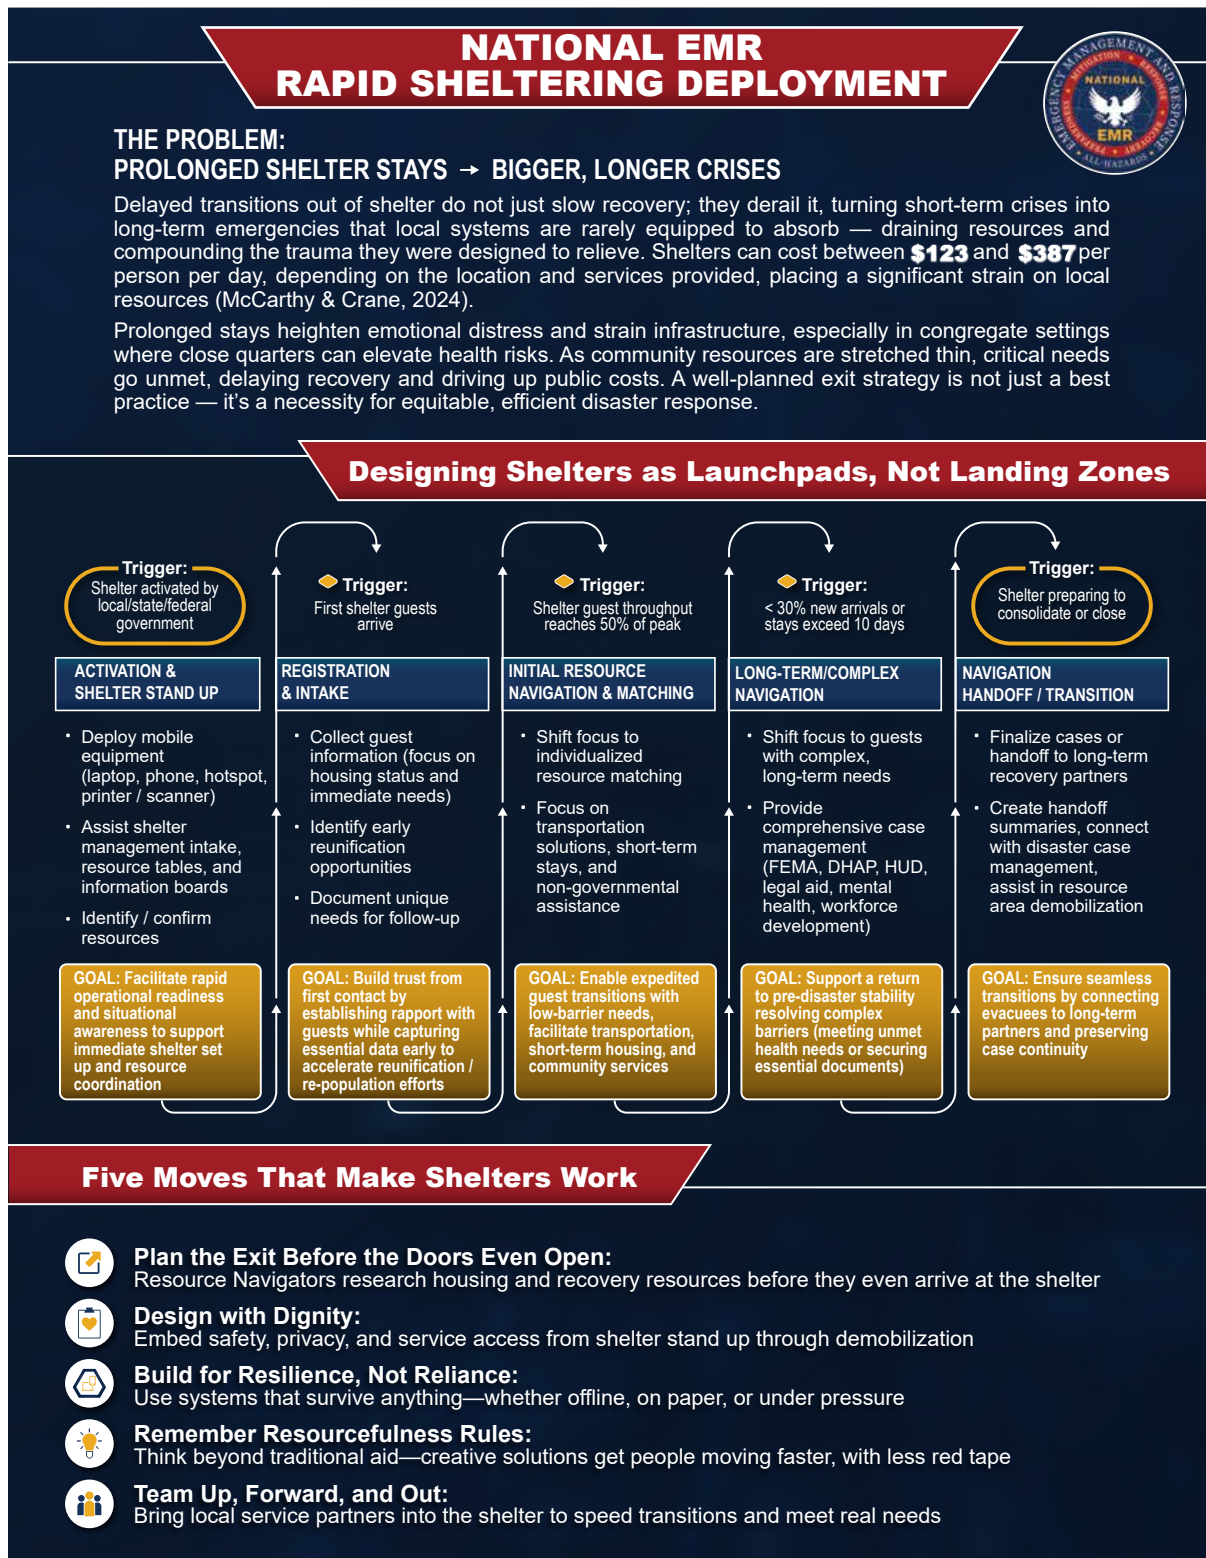 NATIONAL EMR
RAPID SHELTERING DEPLOYMENT
EMERGENCY MANAGEMENT AND RESPONSE
MITIGATION ★ RESPONSE ★ RECOVERY ★ PREPAREDNESS
NATIONAL
EMR
ALL-HAZARDS
THE PROBLEM:
PROLONGED SHELTER STAYS → BIGGER, LONGER CRISES
Delayed transitions out of shelter do not just slow recovery; they derail it, turning short-term crises into
long-term emergencies that local systems are rarely equipped to absorb — draining resources and
compounding the trauma they were designed to relieve. Shelters can cost between $123 and $387 per
person per day, depending on the location and services provided, placing a significant strain on local
resources (McCarthy & Crane, 2024).
Prolonged stays heighten emotional distress and strain infrastructure, especially in congregate settings
where close quarters can elevate health risks. As community resources are stretched thin, critical needs
go unmet, delaying recovery and driving up public costs. A well-planned exit strategy is not just a best
practice — it's a necessity for equitable, efficient disaster response.
Designing Shelters as Launchpads, Not Landing Zones
Trigger:
Shelter activated by
local/state/federal
government
ACTIVATION &
SHELTER STAND UP
▪ Deploy mobile
equipment
(laptop, phone, hotspot,
printer / scanner)
▪ Assist shelter
management intake,
resource tables, and
information boards
▪ Identify / confirm
resources
GOAL: Facilitate rapid
operational readiness
and situational
awareness to support
immediate shelter set
up and resource
coordination
Trigger:
First shelter guests
arrive
REGISTRATION
& INTAKE
▪ Collect guest
information (focus on
housing status and
immediate needs)
▪ Identify early
reunification
opportunities
▪ Document unique
needs for follow-up
GOAL: Build trust from
first contact by
establishing rapport with
guests while capturing
essential data early to
accelerate reunification /
re-population efforts
Trigger:
Shelter guest throughput
reaches 50% of peak
INITIAL RESOURCE
NAVIGATION & MATCHING
▪ Shift focus to
individualized
resource matching
▪ Focus on
transportation
solutions, short-term
stays, and
non-governmental
assistance
GOAL: Enable expedited
guest transitions with
low-barrier needs,
facilitate transportation,
short-term housing, and
community services
Trigger:
< 30% new arrivals or
stays exceed 10 days
LONG-TERM/COMPLEX
NAVIGATION
▪ Shift focus to guests
with complex,
long-term needs
▪ Provide
comprehensive case
management
(FEMA, DHAP, HUD,
legal aid, mental
health, workforce
development)
GOAL: Support a return
to pre-disaster stability
resolving complex
barriers (meeting unmet
health needs or securing
essential documents)
Trigger:
Shelter preparing to
consolidate or close
NAVIGATION
HANDOFF / TRANSITION
▪ Finalize cases or
handoff to long-term
recovery partners
▪ Create handoff
summaries, connect
with disaster case
management,
assist in resource
area demobilization
GOAL: Ensure seamless
transitions by connecting
evacuees to long-term
partners and preserving
case continuity
Five Moves That Make Shelters Work
Plan the Exit Before the Doors Even Open:
Resource Navigators research housing and recovery resources before they even arrive at the shelter
Design with Dignity:
Embed safety, privacy, and service access from shelter stand up through demobilization
Build for Resilience, Not Reliance:
Use systems that survive anything—whether offline, on paper, or under pressure
Remember Resourcefulness Rules:
Think beyond traditional aid—creative solutions get people moving faster, with less red tape
Team Up, Forward, and Out:
Bring local service partners into the shelter to speed transitions and meet real needs